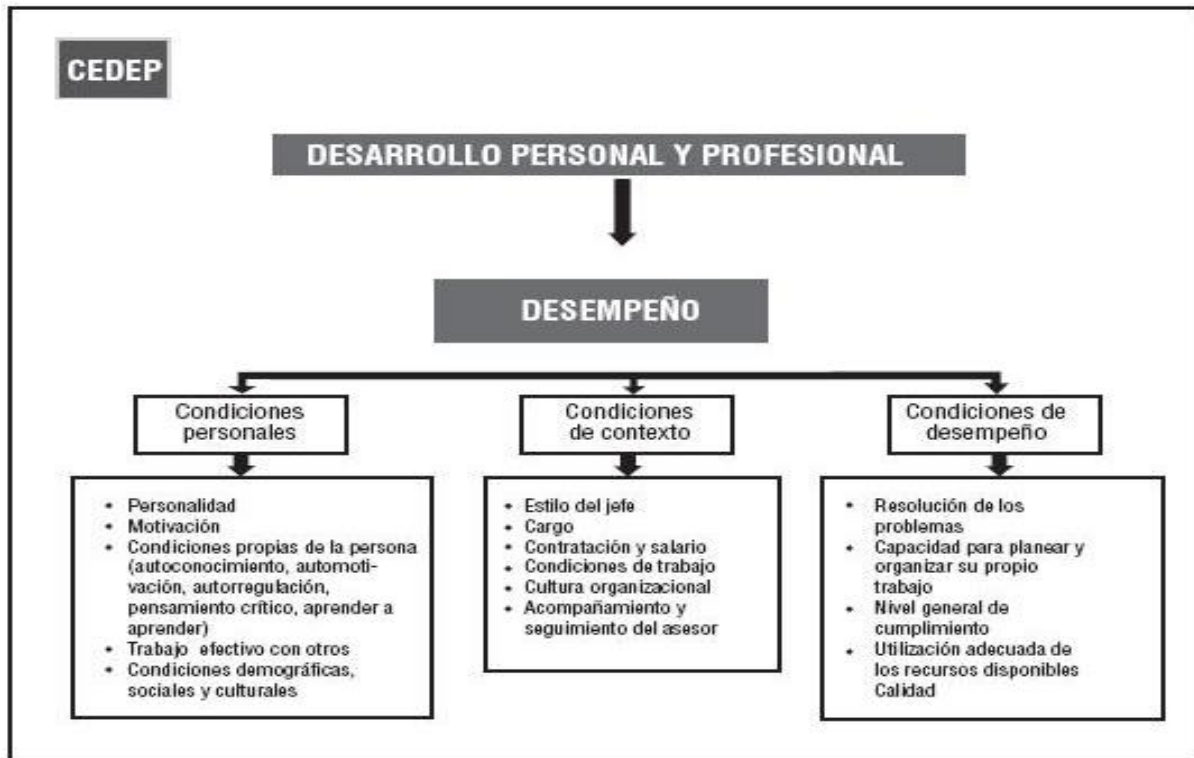 CEDEP
DESARROLLO PERSONAL Y PROFESIONAL
DESEMPEÑO
Condiciones
personales
• Personalidad
• Motivación
• Condiciones propias de la persona
(autoconocimiento, automoti-
vación, autorregulación,
pensamiento crítico, aprender a
aprender)
• Trabajo efectivo con otros
• Condiciones demográficas,
sociales y culturales
Condiciones
de contexto
• Estilo del jefe
• Cargo
• Contratación y salario
• Condiciones de trabajo
• Cultura organizacional
• Acompañamiento y
seguimiento del asesor
Condiciones de
desempeño
• Resolución de los
problemas
• Capacidad para planear y
organizar su propio
trabajo
• Nivel general de
cumplimiento
• Utilización adecuada de
los recursos disponibles
Calidad